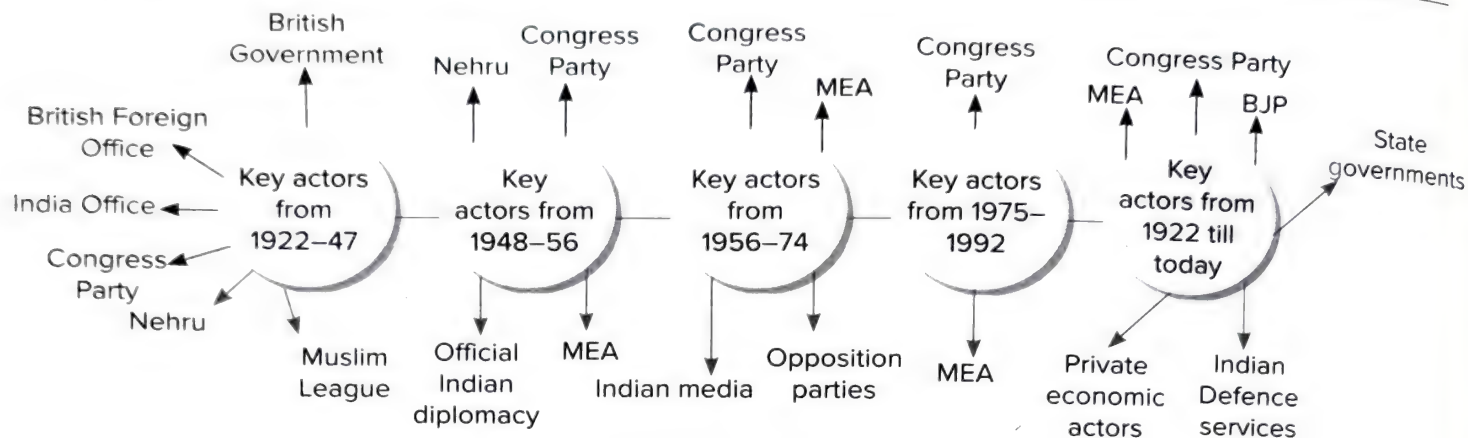 British
Government
British Foreign
Office
India Office
Congress
Party
Nehru
Muslim
League
Key actors
from
1922–47
Nehru
Congress
Party
Key
actors from
1948–56
Official
Indian
diplomacy
MEA
Congress
Party
MEA
Key actors
from
1956–74
Indian media
Opposition
parties
Congress
Party
Key actors
from 1975–
1992
MEA
MEA
Congress Party
BJP
State
governments
Key
actors from
1922 till
today
Private
economic
actors
Indian
Defence
services